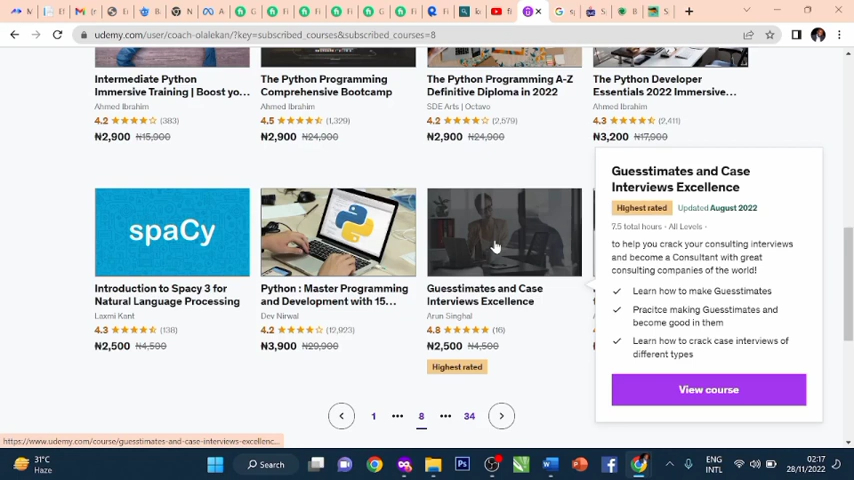 udemy.com/user/coach-olalekan/?key=subscribed_courses&subscribed_courses=8
Intermediate Python
Immersive Training | Boost yo...
Ahmed Ibrahim
4.2 (383)
₦2,900 ₦15,900
The Python Programming
Comprehensive Bootcamp
Ahmed Ibrahim
4.5 (1,329)
₦2,900 ₦24,900
The Python Programming A-Z
Definitive Diploma in 2022
SDE Arts | Octavo
4.2 (2,579)
₦2,900 ₦24,900
The Python Developer
Essentials 2022 Immersive...
Ahmed Ibrahim
4.3 (2,411)
₦3,200 ₦17,900
spaCy
Introduction to Spacy 3 for
Natural Language Processing
Laxmi Kant
4.3 (138)
₦2,500 ₦4,500
Python : Master Programming
and Development with 15...
Dev Nirwal
4.2 (12,923)
₦3,900 ₦29,900
Guesstimates and Case
Interviews Excellence
Arun Singhal
4.8 (16)
₦2,500 ₦4,500
Highest rated
Guesstimates and Case
Interviews Excellence
Highest rated Updated August 2022
7.5 total hours · All Levels ·
to help you crack your consulting interviews
and become a Consultant with great
consulting companies of the world!
Learn how to make Guesstimates
Pracitce making Guesstimates and
become good in them
Learn how to crack case interviews of
different types
View course
1 ••• 8 ••• 34
https://www.udemy.com/course/guesstimates-and-case-interviews-excellenc...
31°C
Haze
Search
ENG
INTL
02:17
28/11/2022